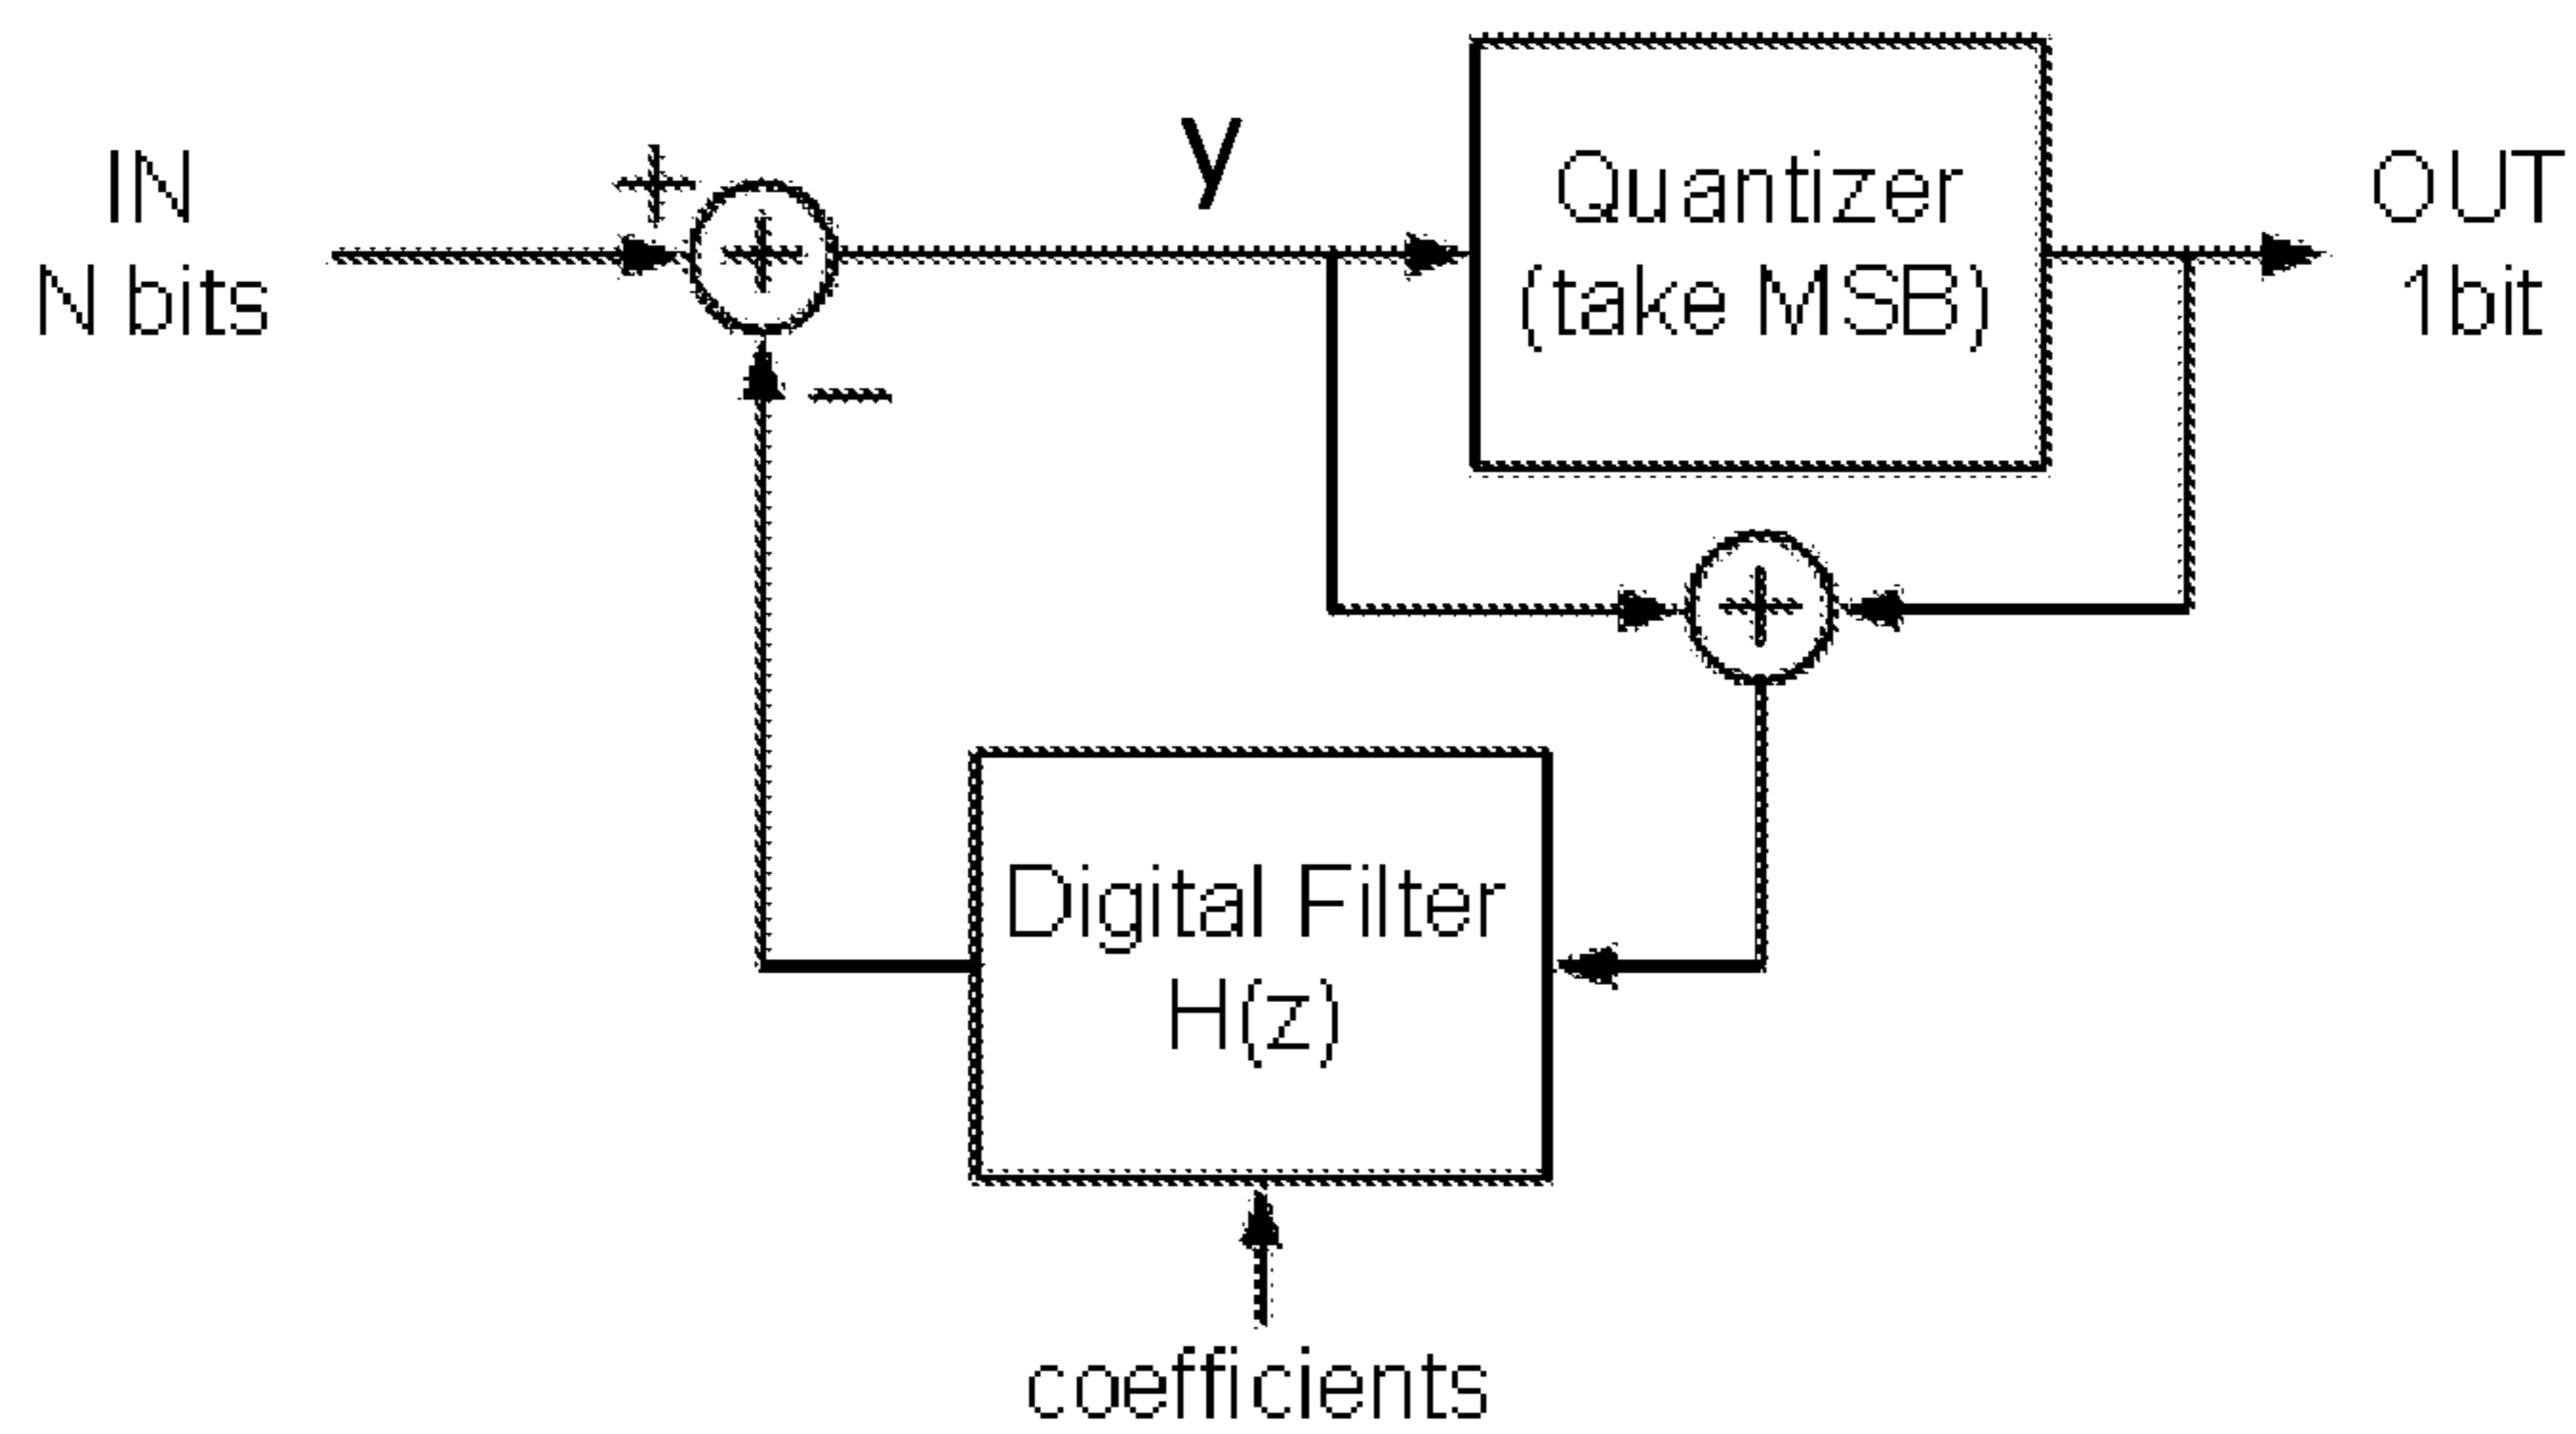 IN
N bits
+
+
−
y
Quantizer
(take MSB)
OUT
1bit
+
Digital Filter
H(z)
coefficients